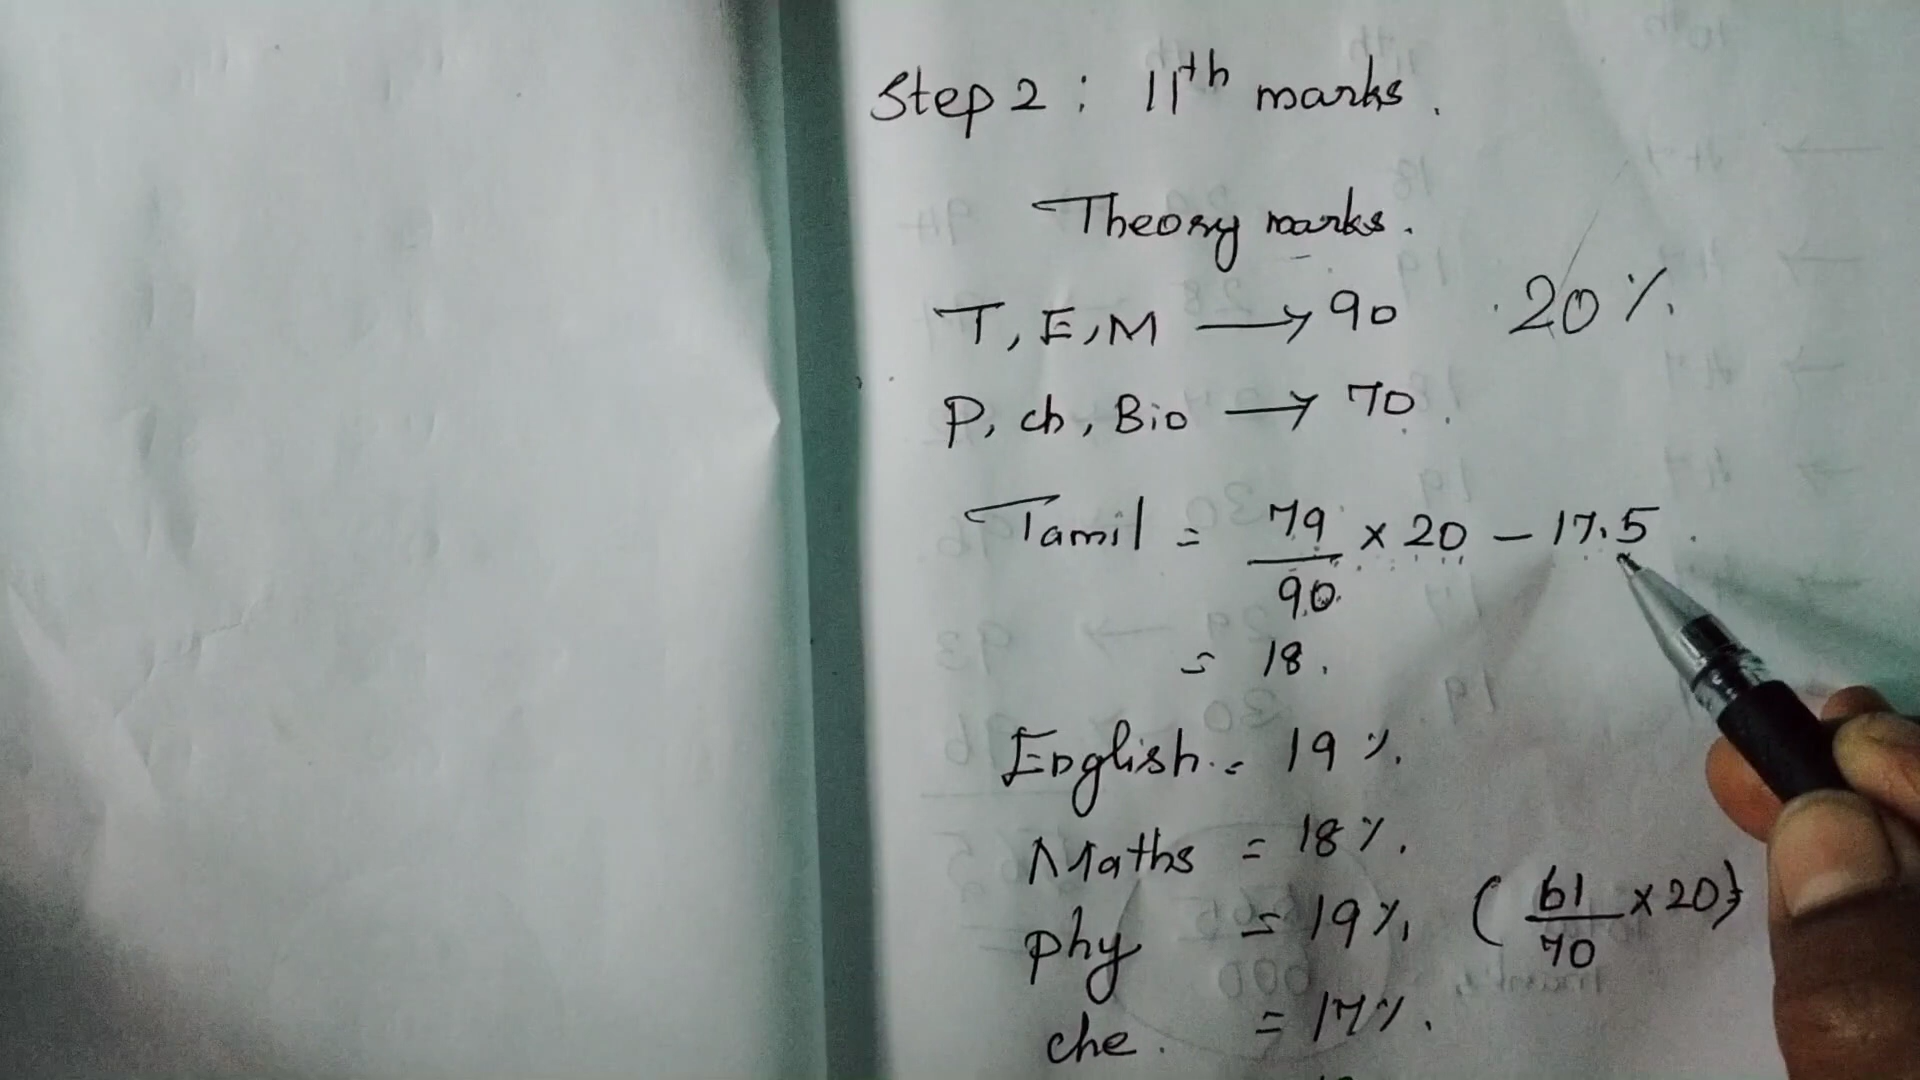 Step 2 : 11th marks.
Theory marks.
T, E, M → 90 20%
P, ch, Bio → 70
Tamil = 79/90 × 20 – 17.5
= 18.
English = 19%.
Maths = 18%.
phy = 19%, (61/70 × 20)
che. = 17%.